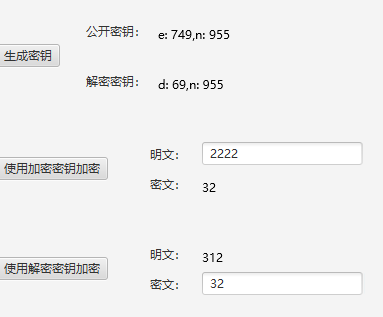 公开密钥： e: 749,n: 955
生成密钥
解密密钥： d: 69,n: 955
明文： 2222
使用加密密钥加密
密文： 32
明文： 312
使用解密密钥加密
密文： 32